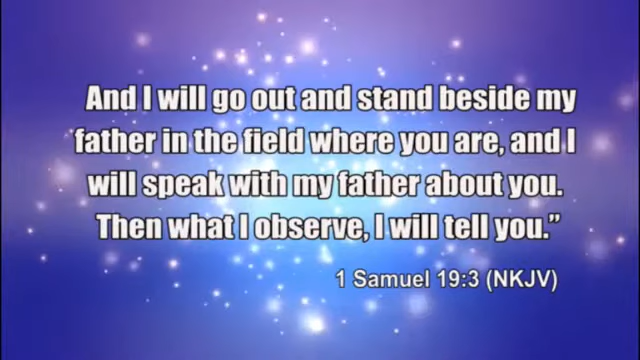 And I will go out and stand beside my
father in the field where you are, and I
will speak with my father about you.
Then what I observe, I will tell you.”
1 Samuel 19:3 (NKJV)